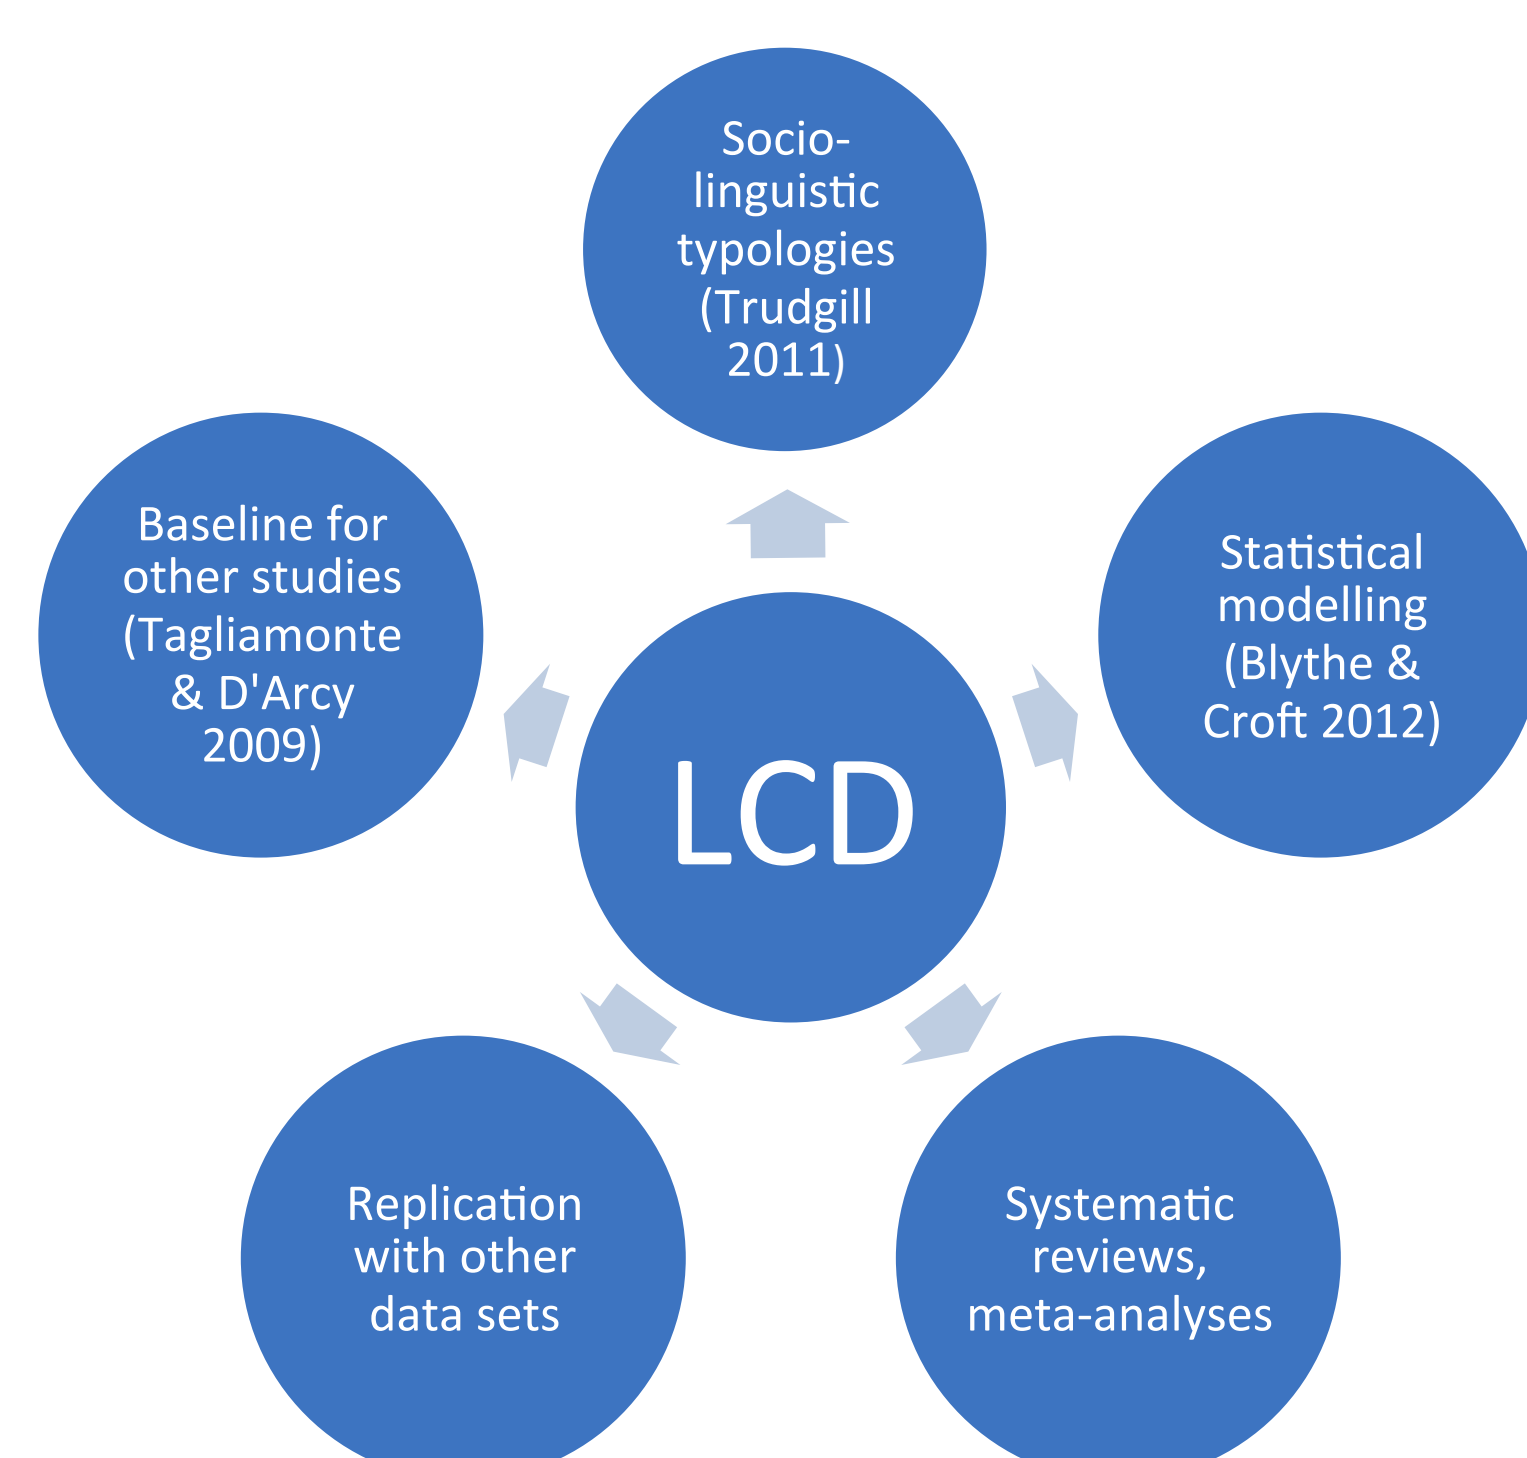 Socio-
linguistic
typologies
(Trudgill
2011)
Baseline for
other studies
(Tagliamonte
& D'Arcy
2009)
Statistical
modelling
(Blythe &
Croft 2012)
LCD
Replication
with other
data sets
Systematic
reviews,
meta-analyses